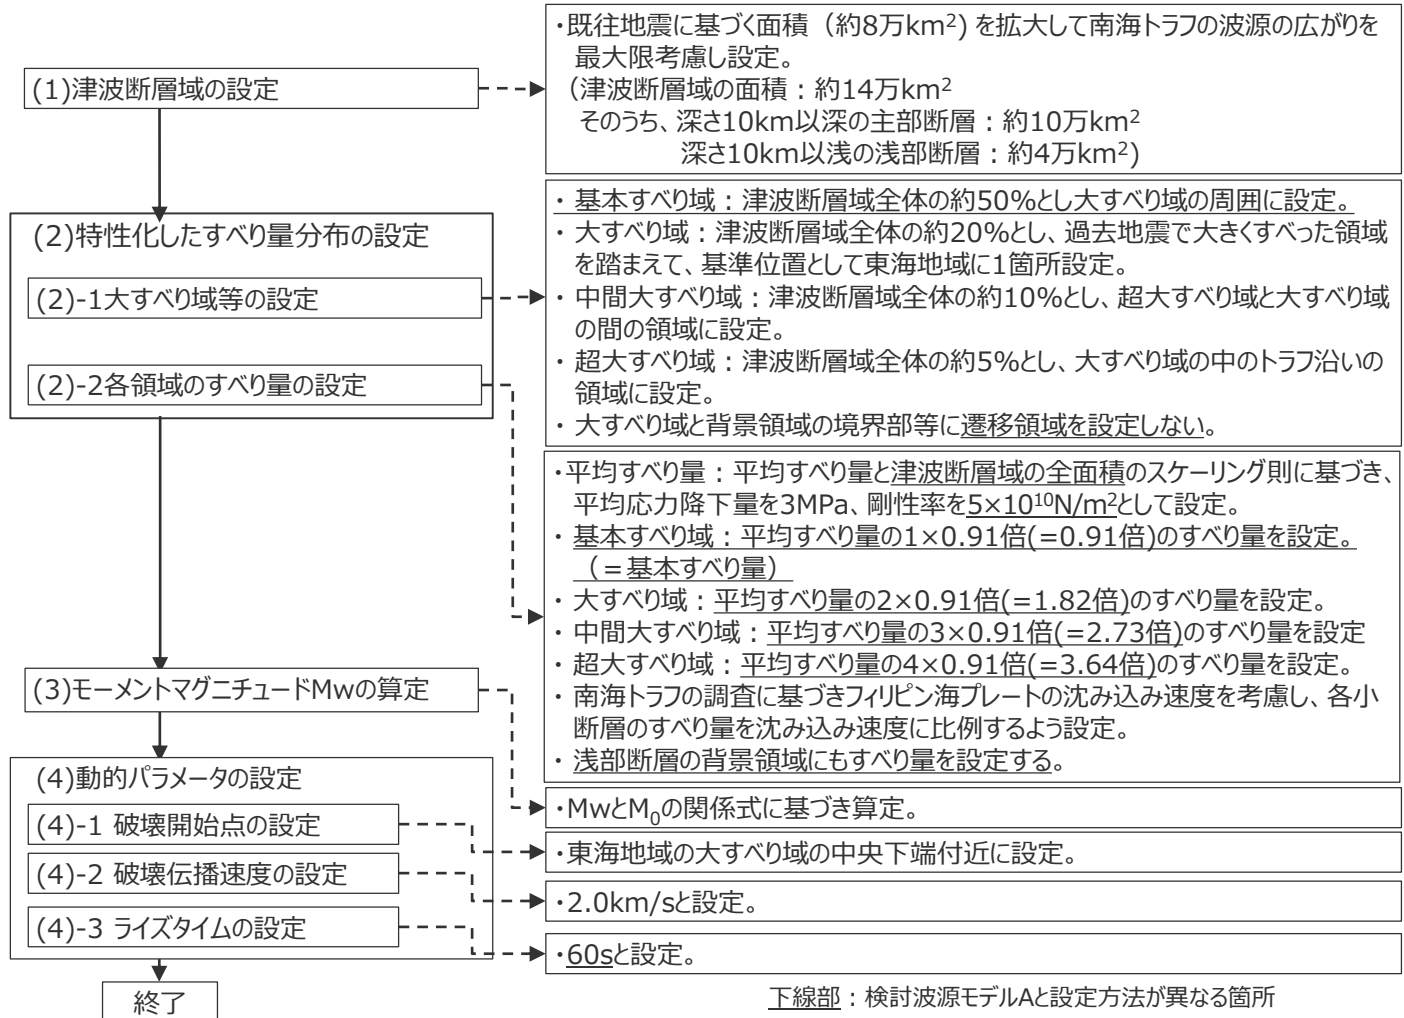 (1)津波断層域の設定
・既往地震に基づく面積（約8万km²) を拡大して南海トラフの波源の広がりを
最大限考慮し設定。
（津波断層域の面積：約14万km²
そのうち、深さ10km以深の主部断層：約10万km²
深さ10km以浅の浅部断層：約4万km²)
(2)特性化したすべり量分布の設定
(2)-1大すべり域等の設定
・ 基本すべり域：津波断層域全体の約50%とし大すべり域の周囲に設定。
・ 大すべり域：津波断層域全体の約20%とし、過去地震で大きくすべった領域
を踏まえて、基準位置として東海地域に1箇所設定。
・ 中間大すべり域：津波断層域全体の約10%とし、超大すべり域と大すべり域
の間の領域に設定。
・ 超大すべり域：津波断層域全体の約5%とし、大すべり域の中のトラフ沿いの
領域に設定。
・ 大すべり域と背景領域の境界部等に遷移領域を設定しない。
(2)-2各領域のすべり量の設定
・平均すべり量：平均すべり量と津波断層域の全面積のスケーリング則に基づき、
平均応力降下量を3MPa、剛性率を5×10¹⁰N/m²として設定。
・ 基本すべり域：平均すべり量の1×0.91倍(=0.91倍)のすべり量を設定。
（＝基本すべり量）
・ 大すべり域：平均すべり量の2×0.91倍(=1.82倍)のすべり量を設定。
・ 中間大すべり域：平均すべり量の3×0.91倍(=2.73倍)のすべり量を設定
・ 超大すべり域：平均すべり量の4×0.91倍(=3.64倍)のすべり量を設定。
・ 南海トラフの調査に基づきフィリピン海プレートの沈み込み速度を考慮し、各小
断層のすべり量を沈み込み速度に比例するよう設定。
・ 浅部断層の背景領域にもすべり量を設定する。
(3)モーメントマグニチュードMwの算定
・MwとM₀の関係式に基づき算定。
(4)動的パラメータの設定
(4)-1 破壊開始点の設定
・東海地域の大すべり域の中央下端付近に設定。
(4)-2 破壊伝播速度の設定
・2.0km/sと設定。
(4)-3 ライズタイムの設定
・60sと設定。
終了
下線部：検討波源モデルAと設定方法が異なる箇所